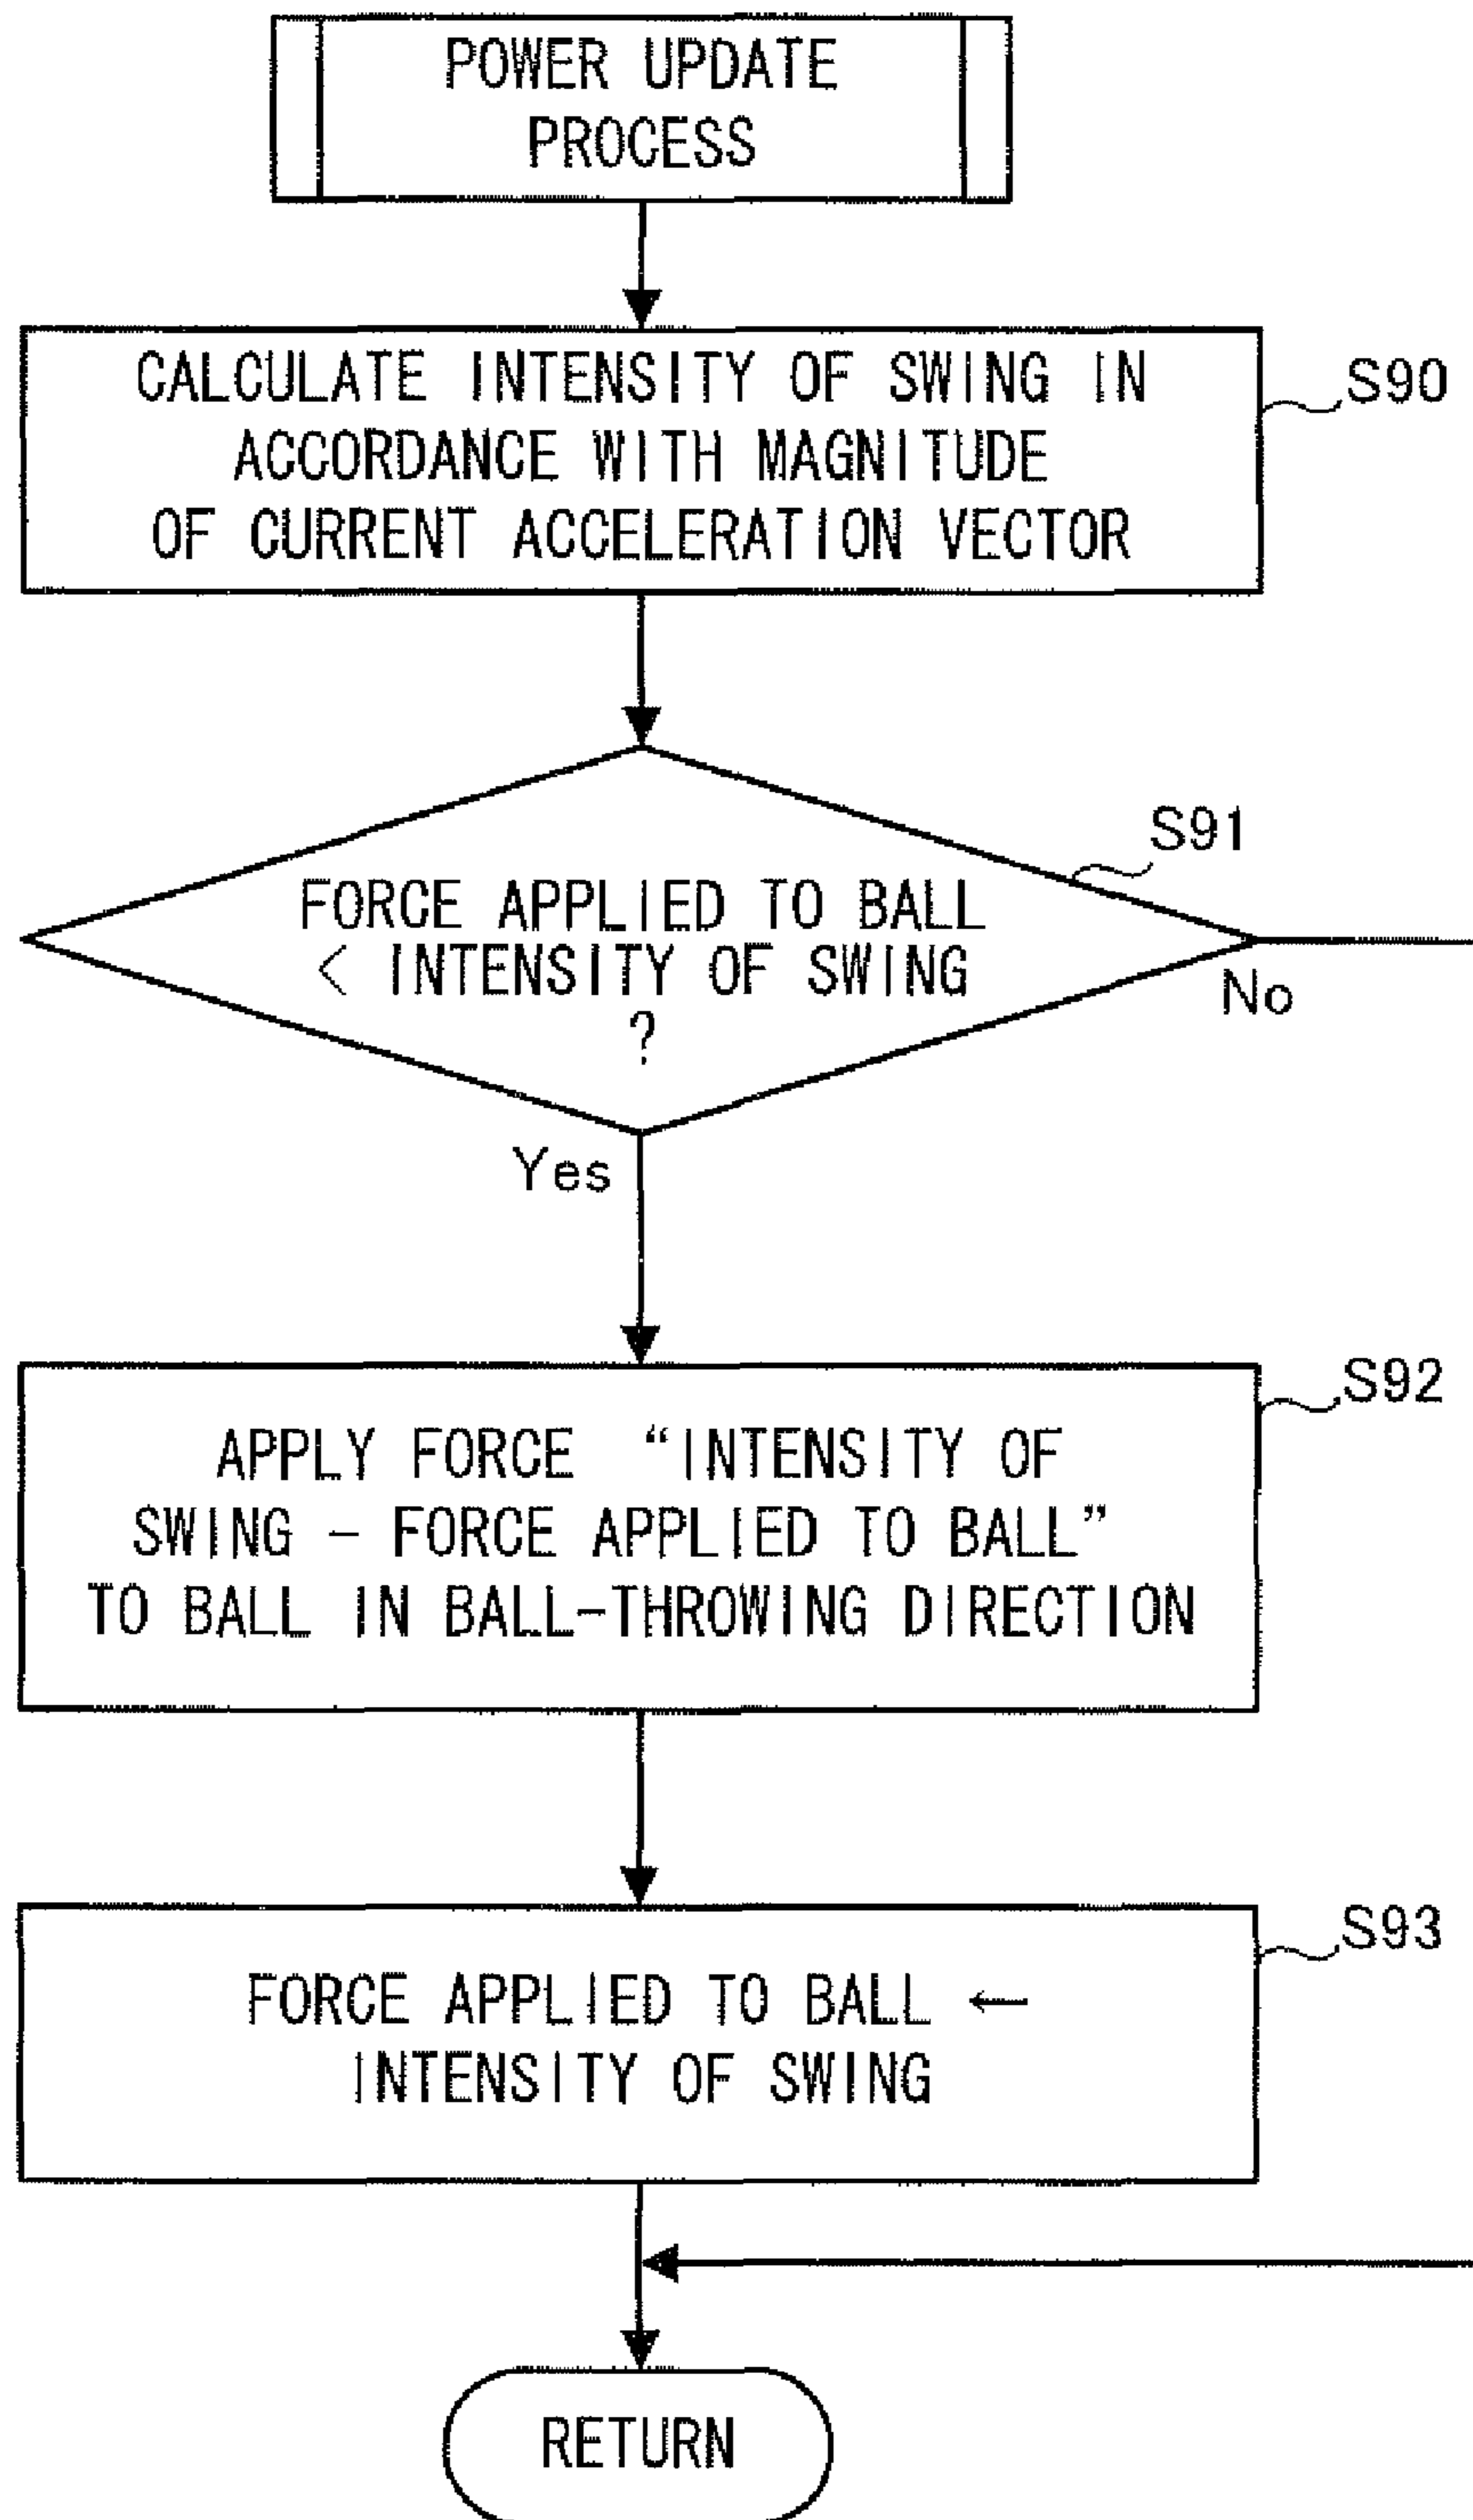 POWER UPDATE
PROCESS
CALCULATE INTENSITY OF SWING IN
ACCORDANCE WITH MAGNITUDE
OF CURRENT ACCELERATION VECTOR
S90
S91
FORCE APPLIED TO BALL
< INTENSITY OF SWING
?
No
Yes
S92
APPLY FORCE “INTENSITY OF
SWING - FORCE APPLIED TO BALL”
TO BALL IN BALL-THROWING DIRECTION
S93
FORCE APPLIED TO BALL ←
INTENSITY OF SWING
RETURN